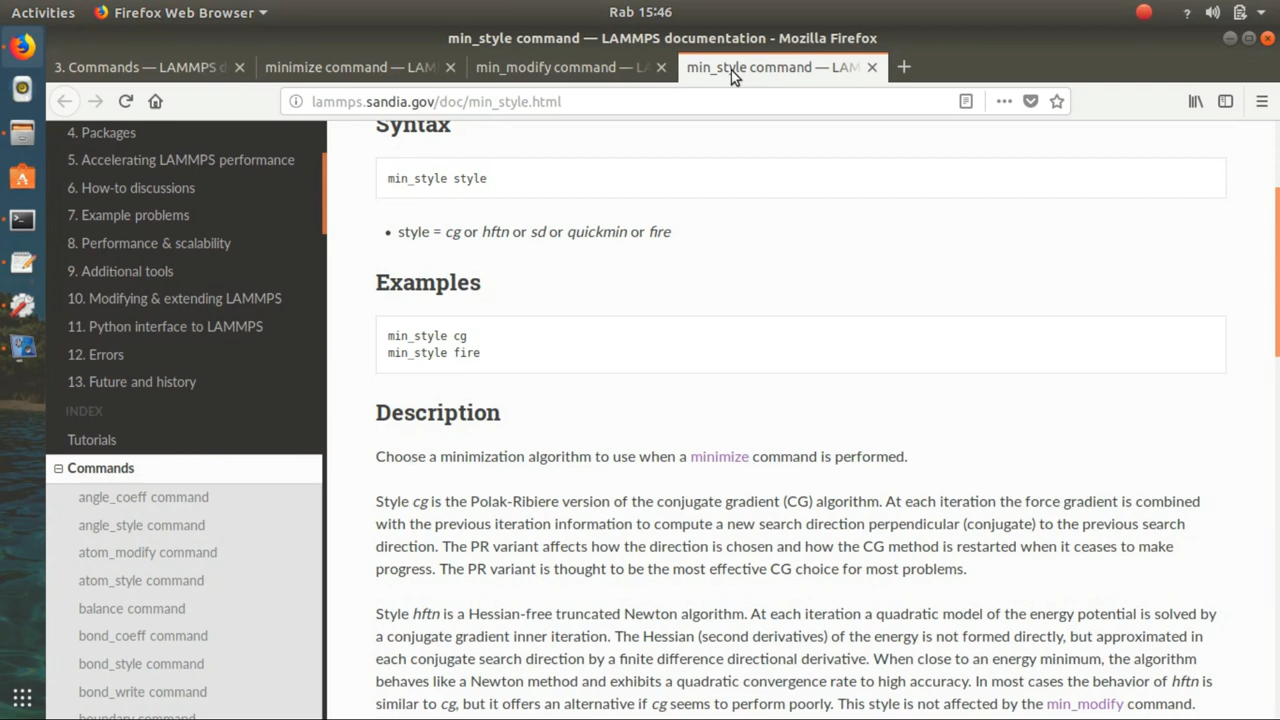 Activities
Firefox Web Browser
Rab 15:46
min_style command — LAMMPS documentation - Mozilla Firefox
3. Commands — LAMMPS d
minimize command — LAM
min_modify command — LA
min_style command — LAM
lammps.sandia.gov/doc/min_style.html
4. Packages
5. Accelerating LAMMPS performance
6. How-to discussions
7. Example problems
8. Performance & scalability
9. Additional tools
10. Modifying & extending LAMMPS
11. Python interface to LAMMPS
12. Errors
13. Future and history
INDEX
Tutorials
Commands
angle_coeff command
angle_style command
atom_modify command
atom_style command
balance command
bond_coeff command
bond_style command
bond_write command
boundary command
Syntax
min_style style
• style = cg or hftn or sd or quickmin or fire
Examples
min_style cg
min_style fire
Description
Choose a minimization algorithm to use when a minimize command is performed.
Style cg is the Polak-Ribiere version of the conjugate gradient (CG) algorithm. At each iteration the force gradient is combined
with the previous iteration information to compute a new search direction perpendicular (conjugate) to the previous search
direction. The PR variant affects how the direction is chosen and how the CG method is restarted when it ceases to make
progress. The PR variant is thought to be the most effective CG choice for most problems.
Style hftn is a Hessian-free truncated Newton algorithm. At each iteration a quadratic model of the energy potential is solved by
a conjugate gradient inner iteration. The Hessian (second derivatives) of the energy is not formed directly, but approximated in
each conjugate search direction by a finite difference directional derivative. When close to an energy minimum, the algorithm
behaves like a Newton method and exhibits a quadratic convergence rate to high accuracy. In most cases the behavior of hftn is
similar to cg, but it offers an alternative if cg seems to perform poorly. This style is not affected by the min_modify command.